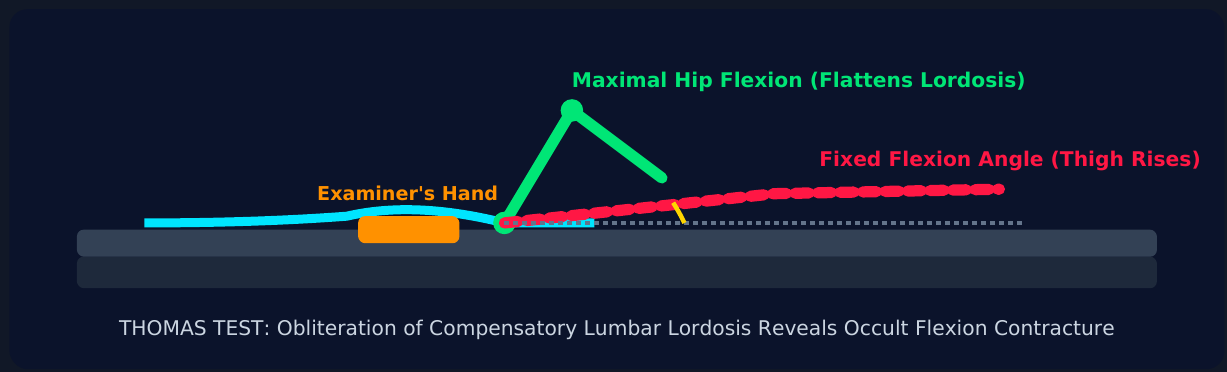 Maximal Hip Flexion (Flattens Lordosis)
Fixed Flexion Angle (Thigh Rises)
Examiner's Hand
THOMAS TEST: Obliteration of Compensatory Lumbar Lordosis Reveals Occult Flexion Contracture